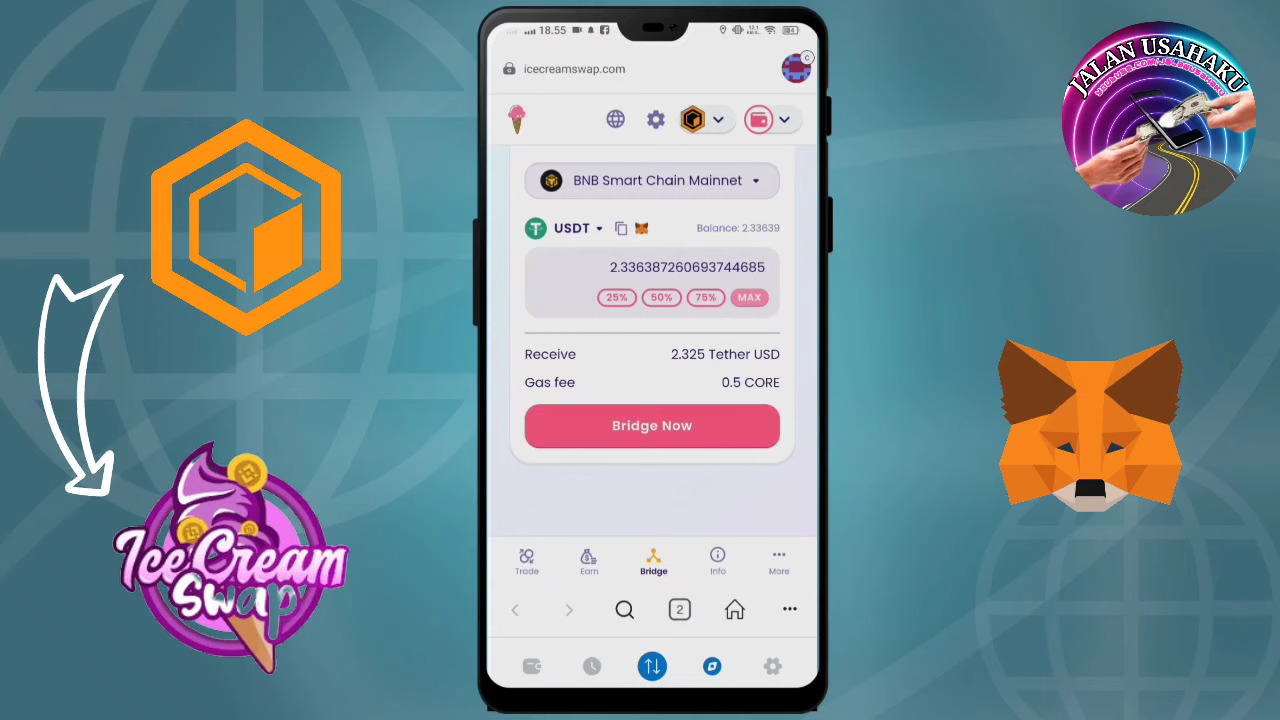 18.55
icecreamswap.com
C
BNB Smart Chain Mainnet
USDT
Balance: 2.33639
2.336387260693744685
25% 50% 75% MAX
Receive 2.325 Tether USD
Gas fee 0.5 CORE
Bridge Now
Trade Earn Bridge Info More
2
JALAN USAHAKU
Ice Cream
Swap